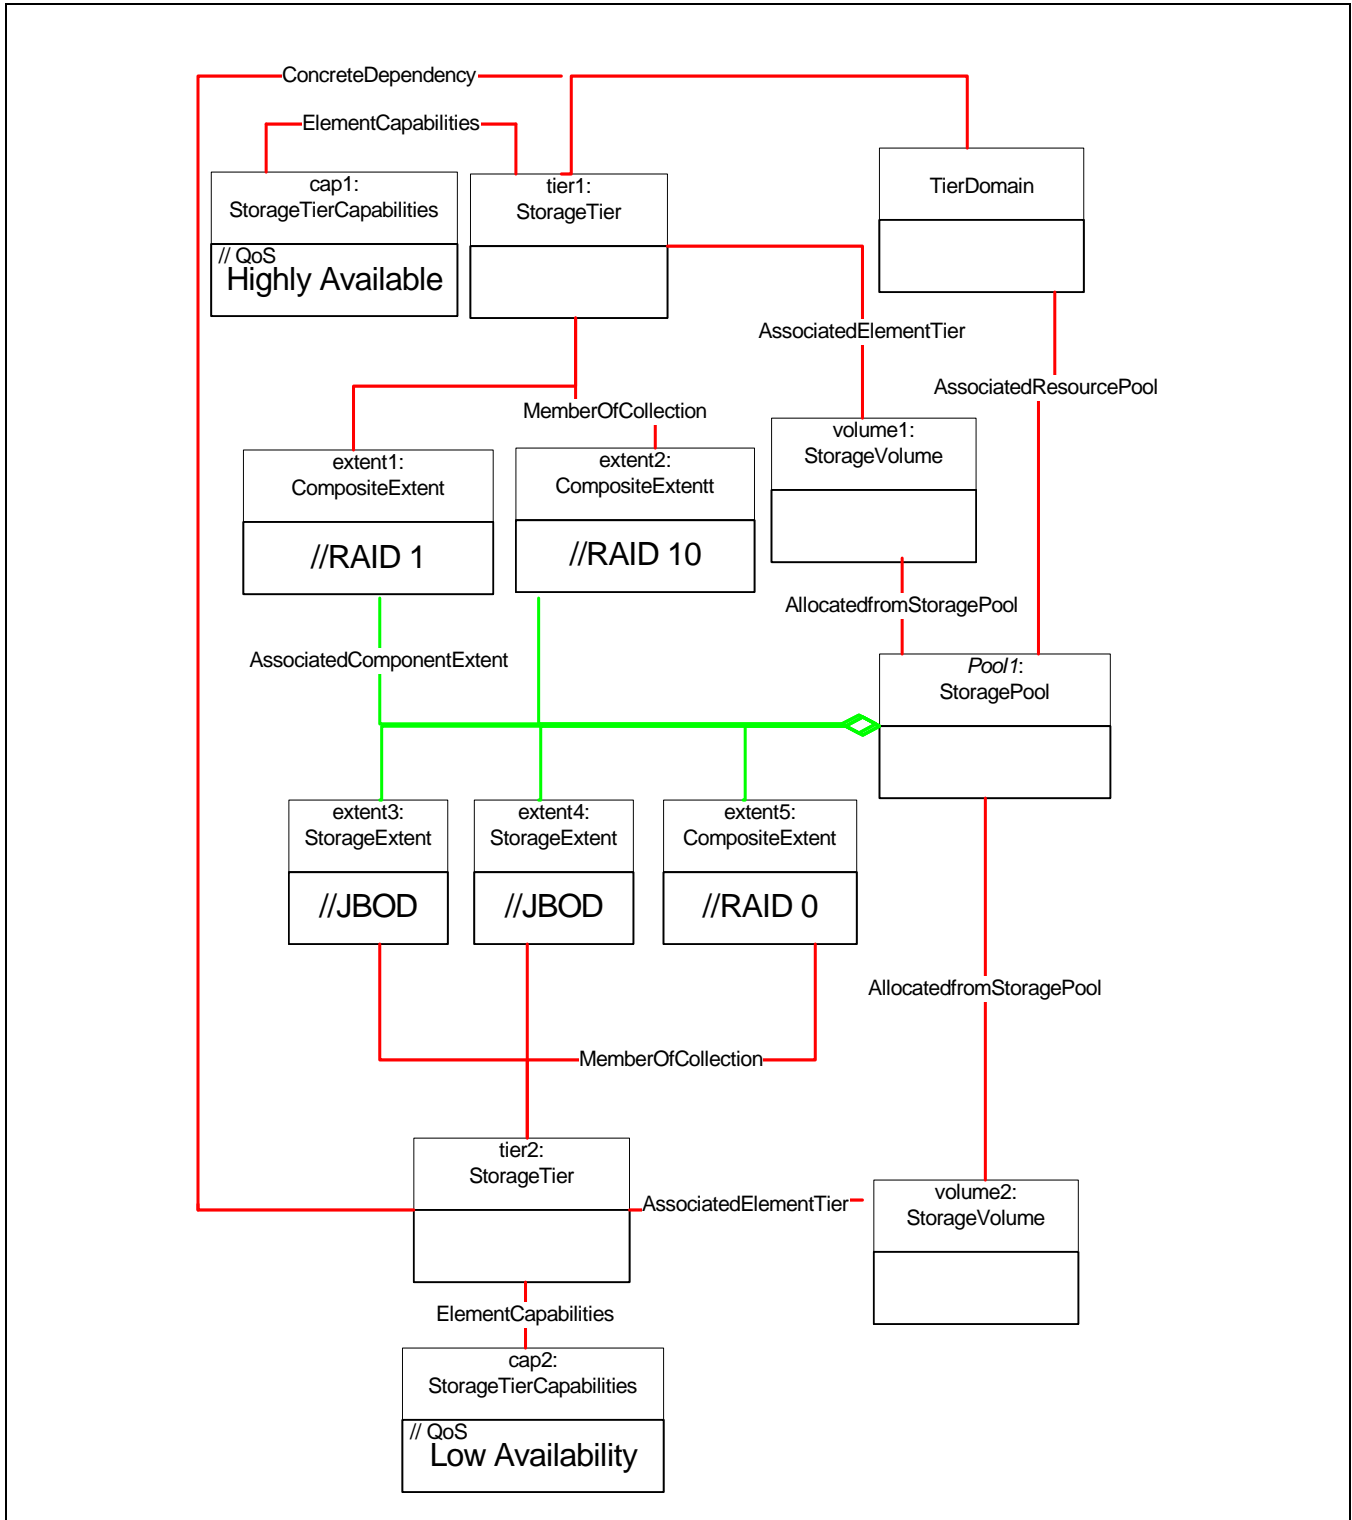 ConcreteDependency
ElementCapabilities
cap1:
StorageTierCapabilities
// QoS
Highly Available
tier1:
StorageTier
TierDomain
AssociatedElementTier
AssociatedResourcePool
MemberOfCollection
extent1:
CompositeExtent
//RAID 1
extent2:
CompositeExtentt
//RAID 10
volume1:
StorageVolume
AllocatedfromStoragePool
AssociatedComponentExtent
Pool1:
StoragePool
extent3:
StorageExtent
//JBOD
extent4:
StorageExtent
//JBOD
extent5:
CompositeExtent
//RAID 0
AllocatedfromStoragePool
MemberOfCollection
tier2:
StorageTier
AssociatedElementTier
volume2:
StorageVolume
ElementCapabilities
cap2:
StorageTierCapabilities
// QoS
Low Availability